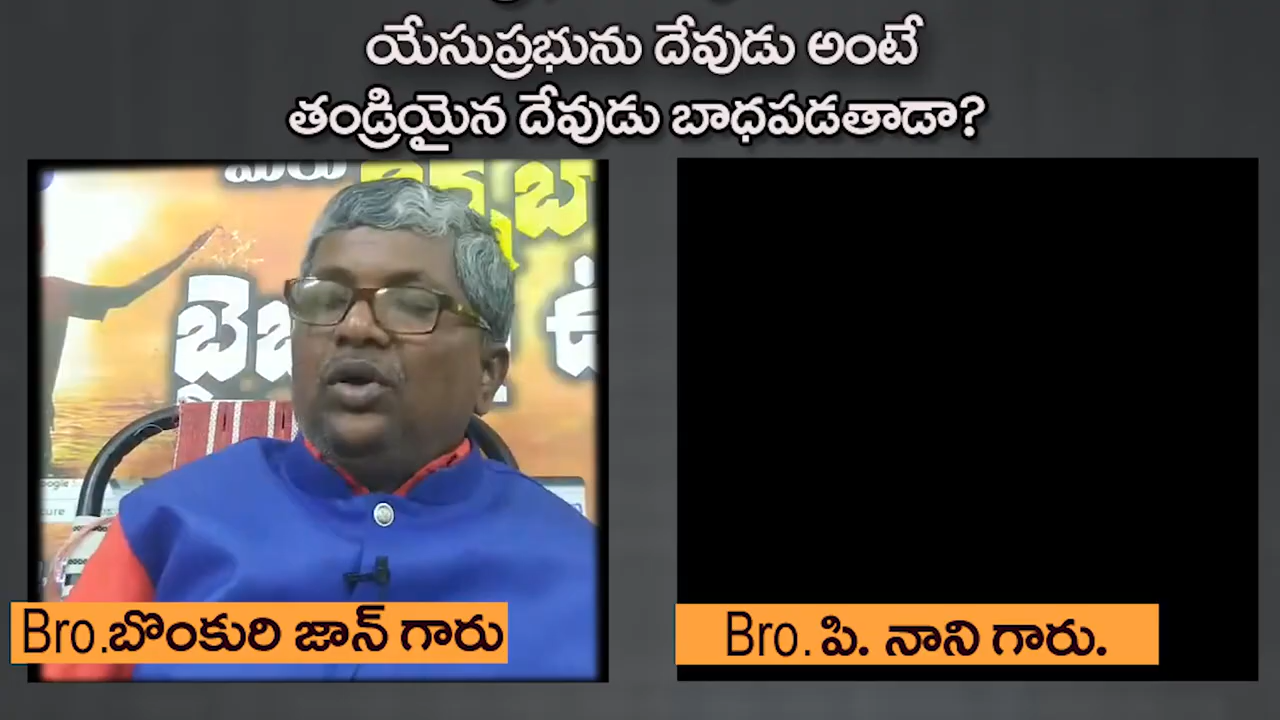 యేసుప్రభును దేవుడు అంటే
తండ్రియైన దేవుడు బాధపడతాడా?
మీరు
Bro.బొంకురి జాన్ గారు
Bro. పి. నాని గారు.